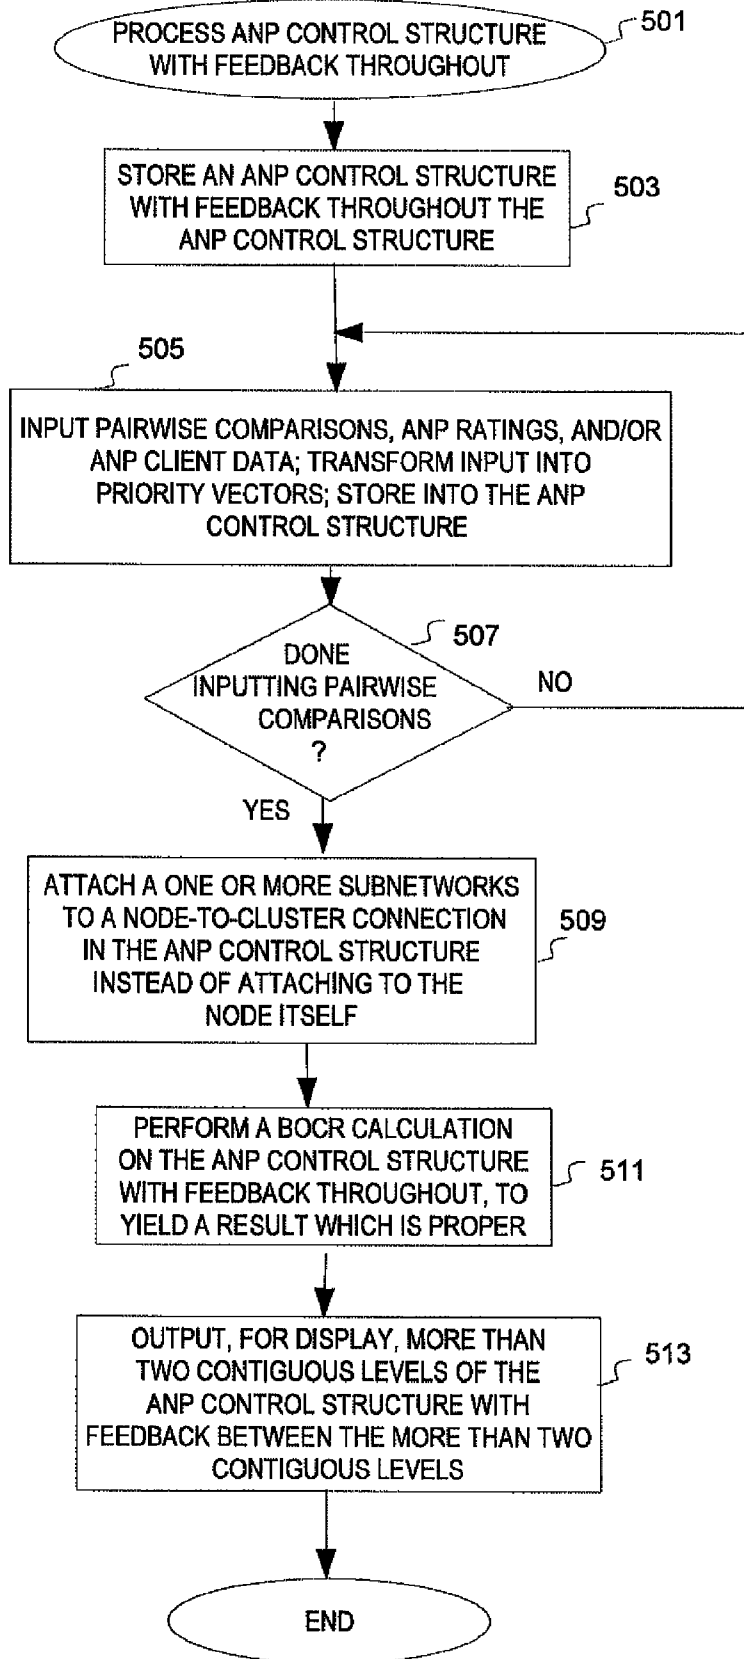 PROCESS ANP CONTROL STRUCTURE
WITH FEEDBACK THROUGHOUT
501
STORE AN ANP CONTROL STRUCTURE
WITH FEEDBACK THROUGHOUT THE
ANP CONTROL STRUCTURE
503
505
INPUT PAIRWISE COMPARISONS, ANP RATINGS, AND/OR
ANP CLIENT DATA; TRANSFORM INPUT INTO
PRIORITY VECTORS; STORE INTO THE ANP
CONTROL STRUCTURE
507
DONE
INPUTTING PAIRWISE
COMPARISONS
?
NO
YES
ATTACH A ONE OR MORE SUBNETWORKS
TO A NODE-TO-CLUSTER CONNECTION
IN THE ANP CONTROL STRUCTURE
INSTEAD OF ATTACHING TO THE
NODE ITSELF
509
PERFORM A BOCR CALCULATION
ON THE ANP CONTROL STRUCTURE
WITH FEEDBACK THROUGHOUT, TO
YIELD A RESULT WHICH IS PROPER
511
OUTPUT, FOR DISPLAY, MORE THAN
TWO CONTIGUOUS LEVELS OF THE
ANP CONTROL STRUCTURE WITH
FEEDBACK BETWEEN THE MORE THAN TWO
CONTIGUOUS LEVELS
513
END